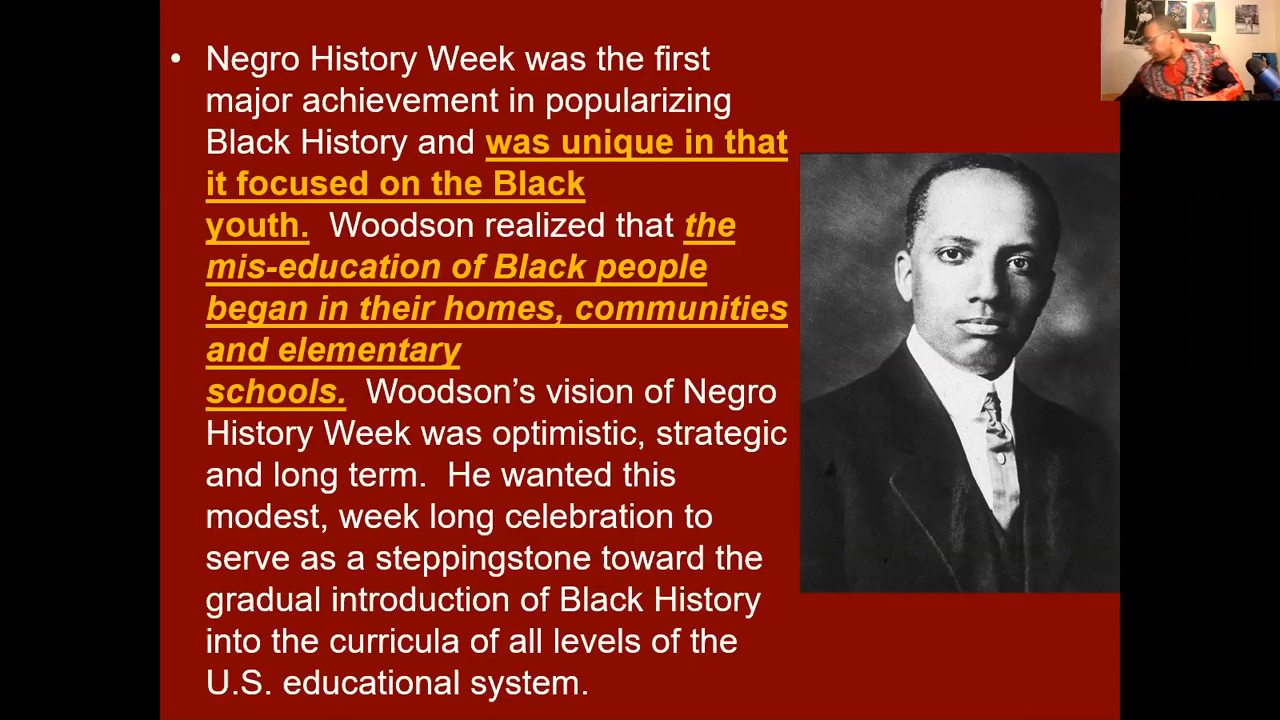 • Negro History Week was the first
major achievement in popularizing
Black History and was unique in that
it focused on the Black
youth. Woodson realized that the
mis-education of Black people
began in their homes, communities
and elementary
schools. Woodson’s vision of Negro
History Week was optimistic, strategic
and long term. He wanted this
modest, week long celebration to
serve as a steppingstone toward the
gradual introduction of Black History
into the curricula of all levels of the
U.S. educational system.